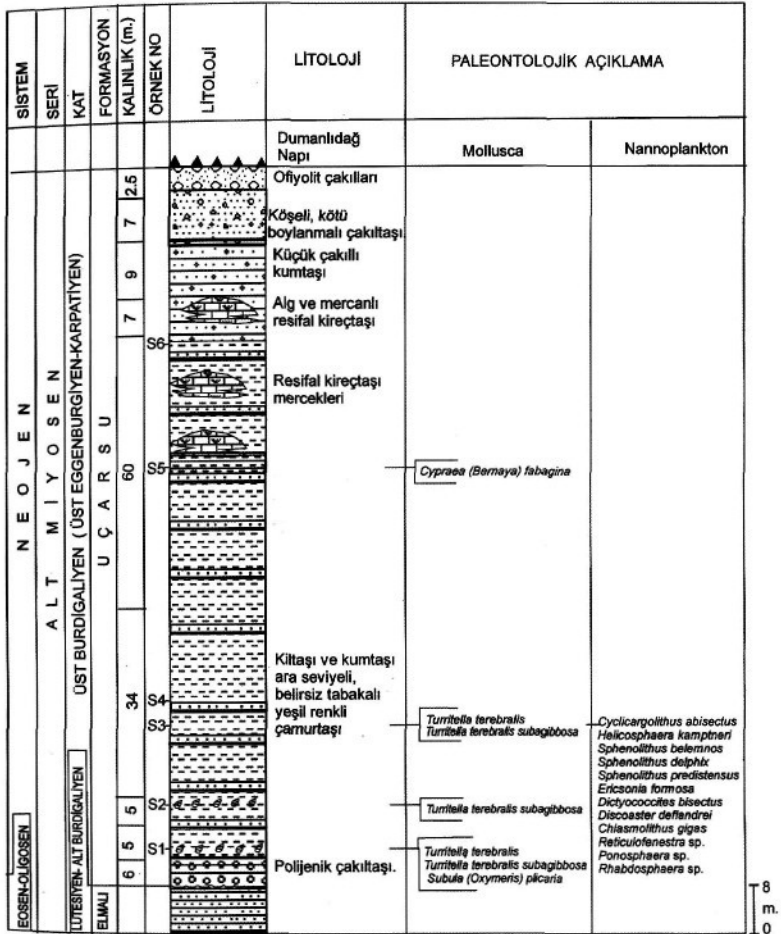 SİSTEM
SERİ
KAT
FORMASYON
KALINLIK (m.)
ÖRNEK NO
LİTOLOJİ
LİTOLOJİ
PALEONTOLOJİK AÇIKLAMA
Mollusca
Nannoplankton
NEOJEN
EOSEN-OLİGOSEN
ALT MİYOSEN
ÜST BURDİGALİYEN ( ÜST EGGENBURGİYEN-KARPATİYEN)
LÜTESİYEN- ALT BURDİGALİYEN
UÇARSU
ELMALI
2.5
7
9
7
60
34
5
5
6
S6
S5
S4
S3
S2
S1
Dumanlıdağ
Napı
Ofiyolit çakılları
Köşeli, kötü
boylanmalı çakıltaşı.
Küçük çakıllı
kumtaşı
Alg ve mercanlı
resifal kireçtaşı
Resifal kireçtaşı
mercekleri
Kiltaşı ve kumtaşı
ara seviyeli,
belirsiz tabakalı
yeşil renkli
çamurtaşı
Polijenik çakıltaşı.
Cypraea (Bernaya) fabagina
Turritella terebralis
Turritella terebralis subagibbosa
Turritella terebralis subagibbosa
Turritella terebralis
Turritella terebralis subagibbosa
Subula (Oxymeris) plicaria
Cyclicargolithus abisectus
Helicosphaera kamptneri
Sphenolithus belemnos
Sphenolithus delphix
Sphenolithus predistensus
Ericsonia formosa
Dictyococcites bisectus
Discoaster deflandrei
Chiasmolithus gigas
Reticulofenestra sp.
Ponosphaera sp.
Rhabdosphaera sp.
8
m.
0